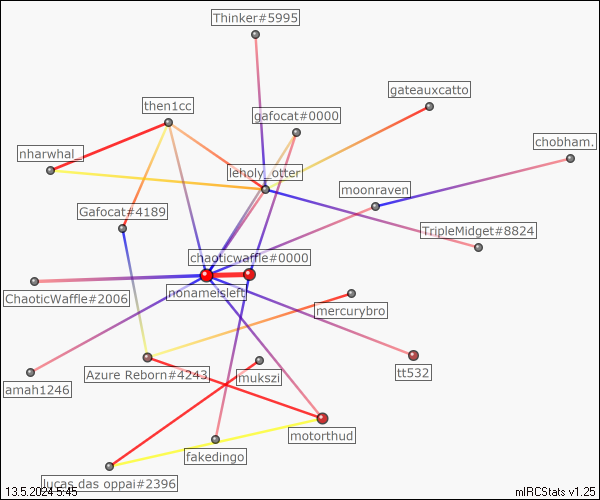 Thinker#5995
gateauxcatto
then1cc
gafocat#0000
chobham.
nharwhal_
leholy_otter
moonraven
Gafocat#4189
TripleMidget#8824
chaoticwaffle#0000
nonameisleft
ChaoticWaffle#2006
mercurybro
Azure Reborn#4243
mukszi
tt532
amah1246
motorthud
fakedingo
lucas das oppai#2396
13.5.2024 5:45
mIRCStats v1.25